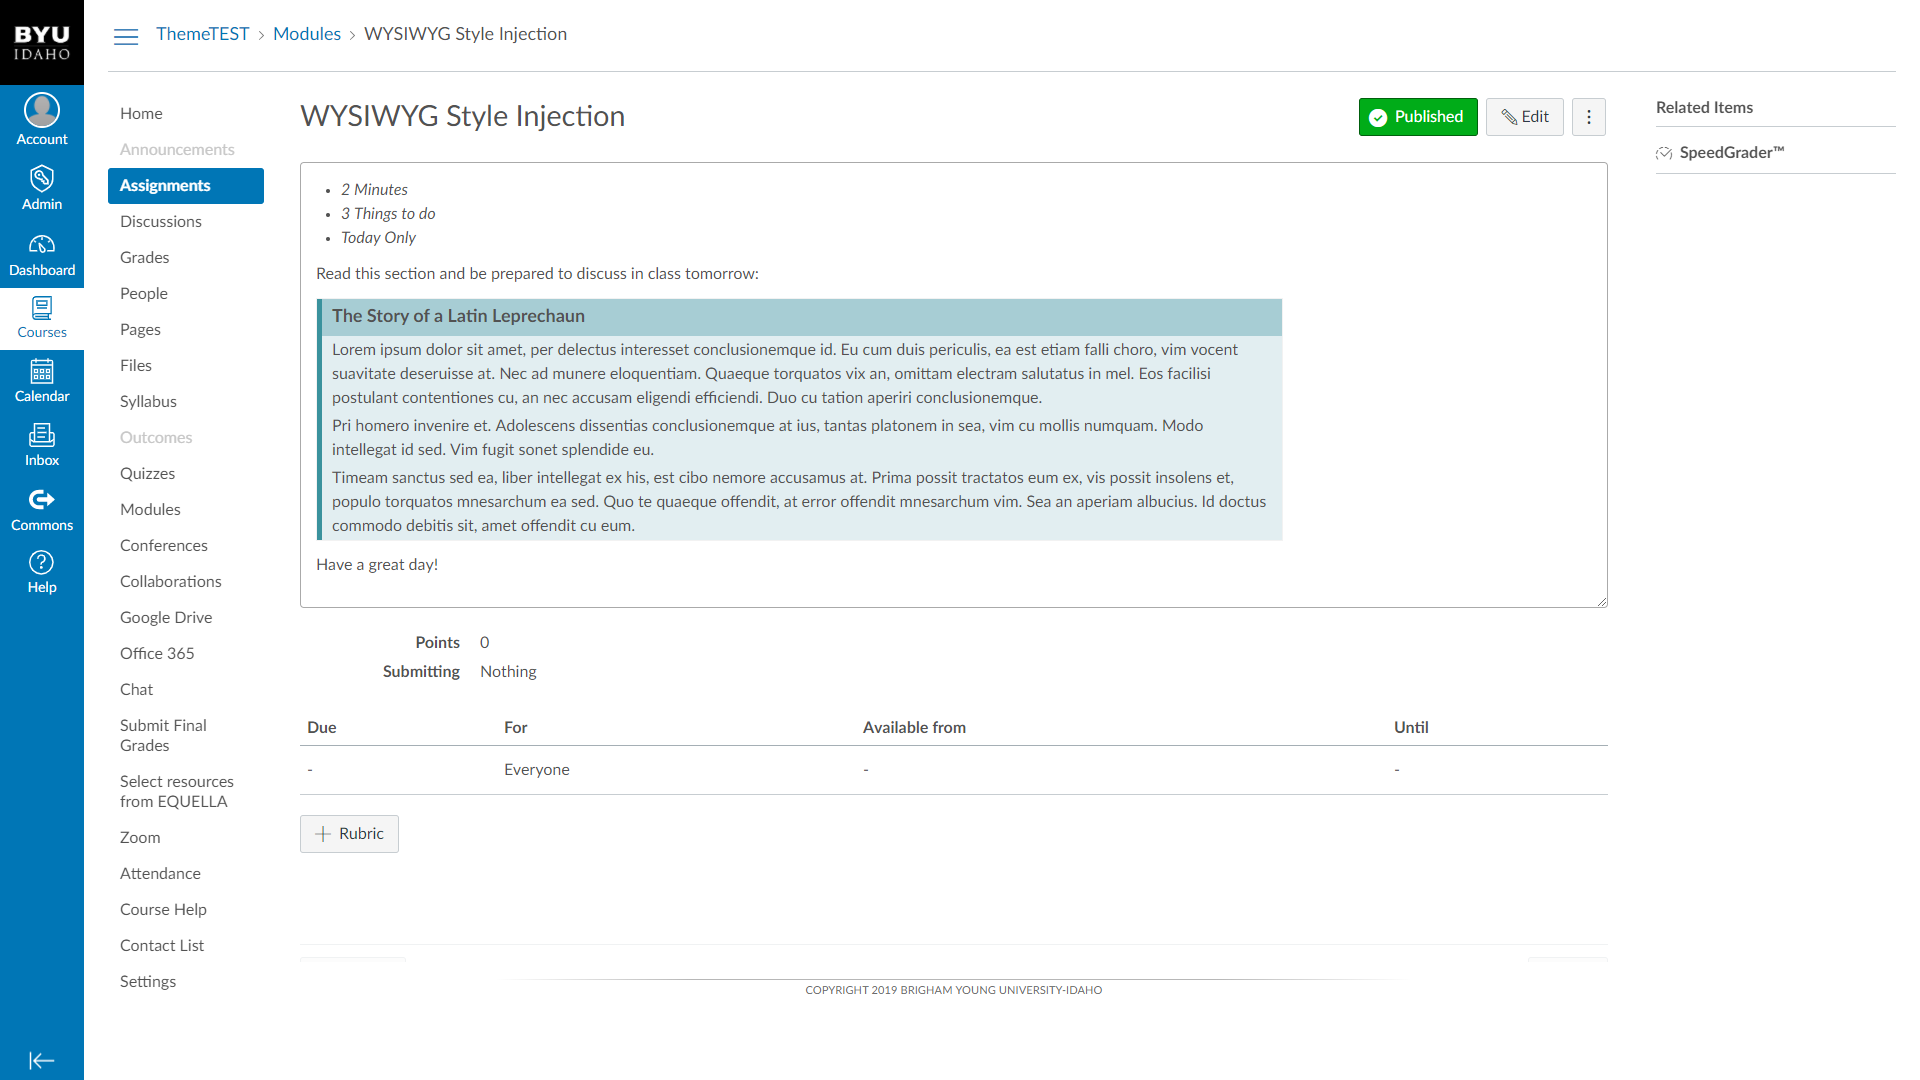 BYU
IDAHO
Account
Admin
Dashboard
Courses
Calendar
Inbox
Commons
Help
ThemeTEST > Modules > WYSIWYG Style Injection
Home
Announcements
Assignments
Discussions
Grades
People
Pages
Files
Syllabus
Outcomes
Quizzes
Modules
Conferences
Collaborations
Google Drive
Office 365
Chat
Submit Final
Grades
Select resources
from EQUELLA
Zoom
Attendance
Course Help
Contact List
Settings
WYSIWYG Style Injection
Published
Edit
• 2 Minutes
• 3 Things to do
• Today Only
Read this section and be prepared to discuss in class tomorrow:
The Story of a Latin Leprechaun
Lorem ipsum dolor sit amet, per delectus interesset conclusionemque id. Eu cum duis periculis, ea est etiam falli choro, vim vocent
suavitate deseruisse at. Nec ad munere eloquentiam. Quaeque torquatos vix an, omittam electram salutatus in mel. Eos facilisi
postulant contentiones cu, an nec accusam eligendi efficiendi. Duo cu tation aperiri conclusionemque.
Pri homero invenire et. Adolescens dissentias conclusionemque at ius, tantas platonem in sea, vim cu mollis numquam. Modo
intellegat id sed. Vim fugit sonet splendide eu.
Timeam sanctus sed ea, liber intellegat ex his, est cibo nemore accusamus at. Prima possit tractatos eum ex, vis possit insolens et,
populo torquatos mnesarchum ea sed. Quo te quaeque offendit, at error offendit mnesarchum vim. Sea an aperiam albucius. Id doctus
commodo debitis sit, amet offendit cu eum.
Have a great day!
Points 0
Submitting Nothing
Due For Available from Until
- Everyone - -
Rubric
COPYRIGHT 2019 BRIGHAM YOUNG UNIVERSITY-IDAHO
Related Items
SpeedGrader™